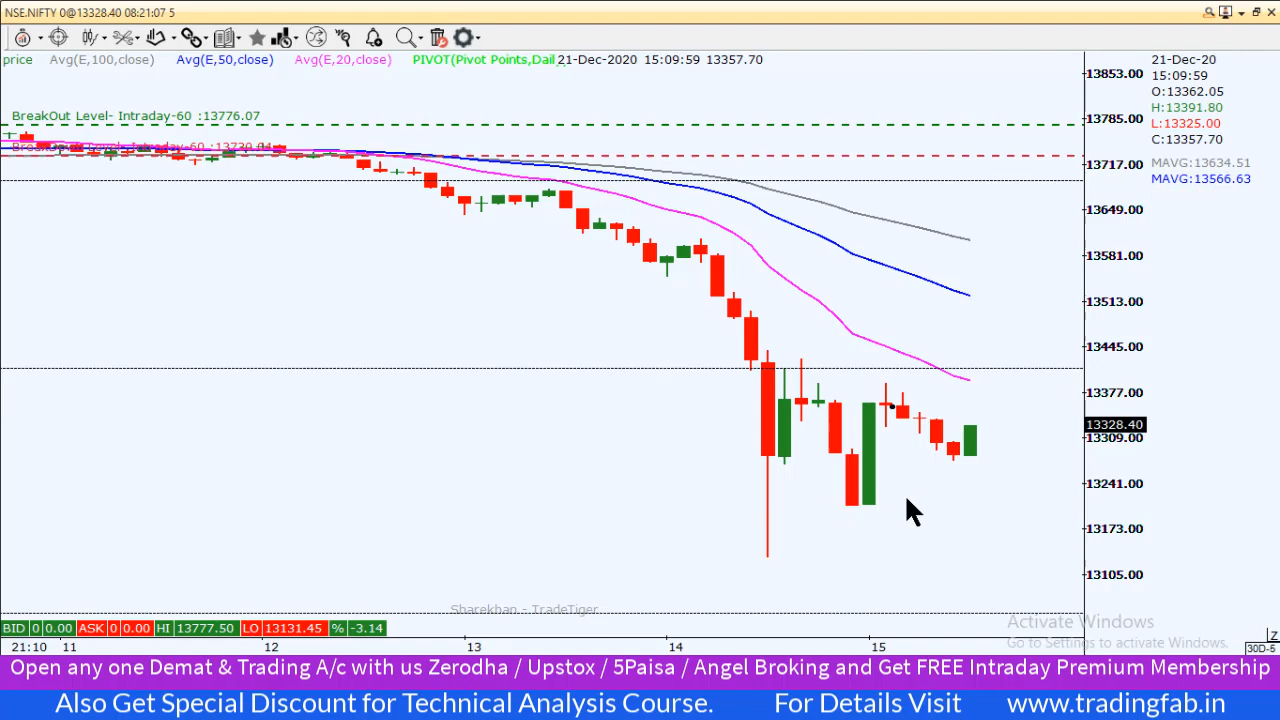 NSE.NIFTY 0@13328.40 08:21:07 5
price Avg(E,100,close) Avg(E,50,close) Avg(E,20,close) PIVOT(Pivot Points,Dail 21-Dec-2020 15:09:59 13357.70
21-Dec-20
15:09:59
O:13362.05
H:13391.80
L:13325.00
C:13357.70
MAVG:13634.51
MAVG:13566.63
BreakOut Level- Intraday-60 :13776.07
Intraday-60
13853.00
13785.00
13717.00
13649.00
13581.00
13513.00
13445.00
13377.00
13328.40
13309.00
13241.00
13173.00
13105.00
Sharekhan - TradeTiger
BID 0 0.00 ASK 0 0.00 HI 13777.50 LO 13131.45 % -3.14
21:10 11 12 13 14 15
Activate Windows
Go to Settings to activate Windows.
Z
30D-5
Open any one Demat & Trading A/c with us Zerodha / Upstox / 5Paisa / Angel Broking and Get FREE Intraday Premium Membership
Also Get Special Discount for Technical Analysis Course. For Details Visit www.tradingfab.in